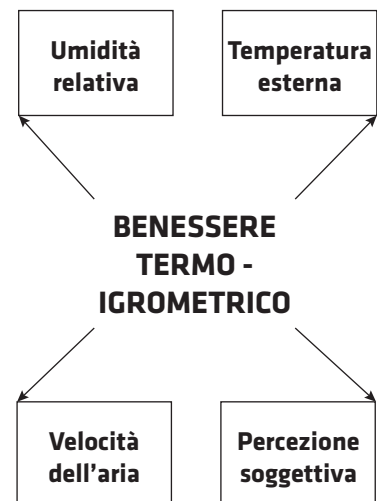 Umidità
relativa
Temperatura
esterna
BENESSERE
TERMO -
IGROMETRICO
Velocità
dell'aria
Percezione
soggettiva